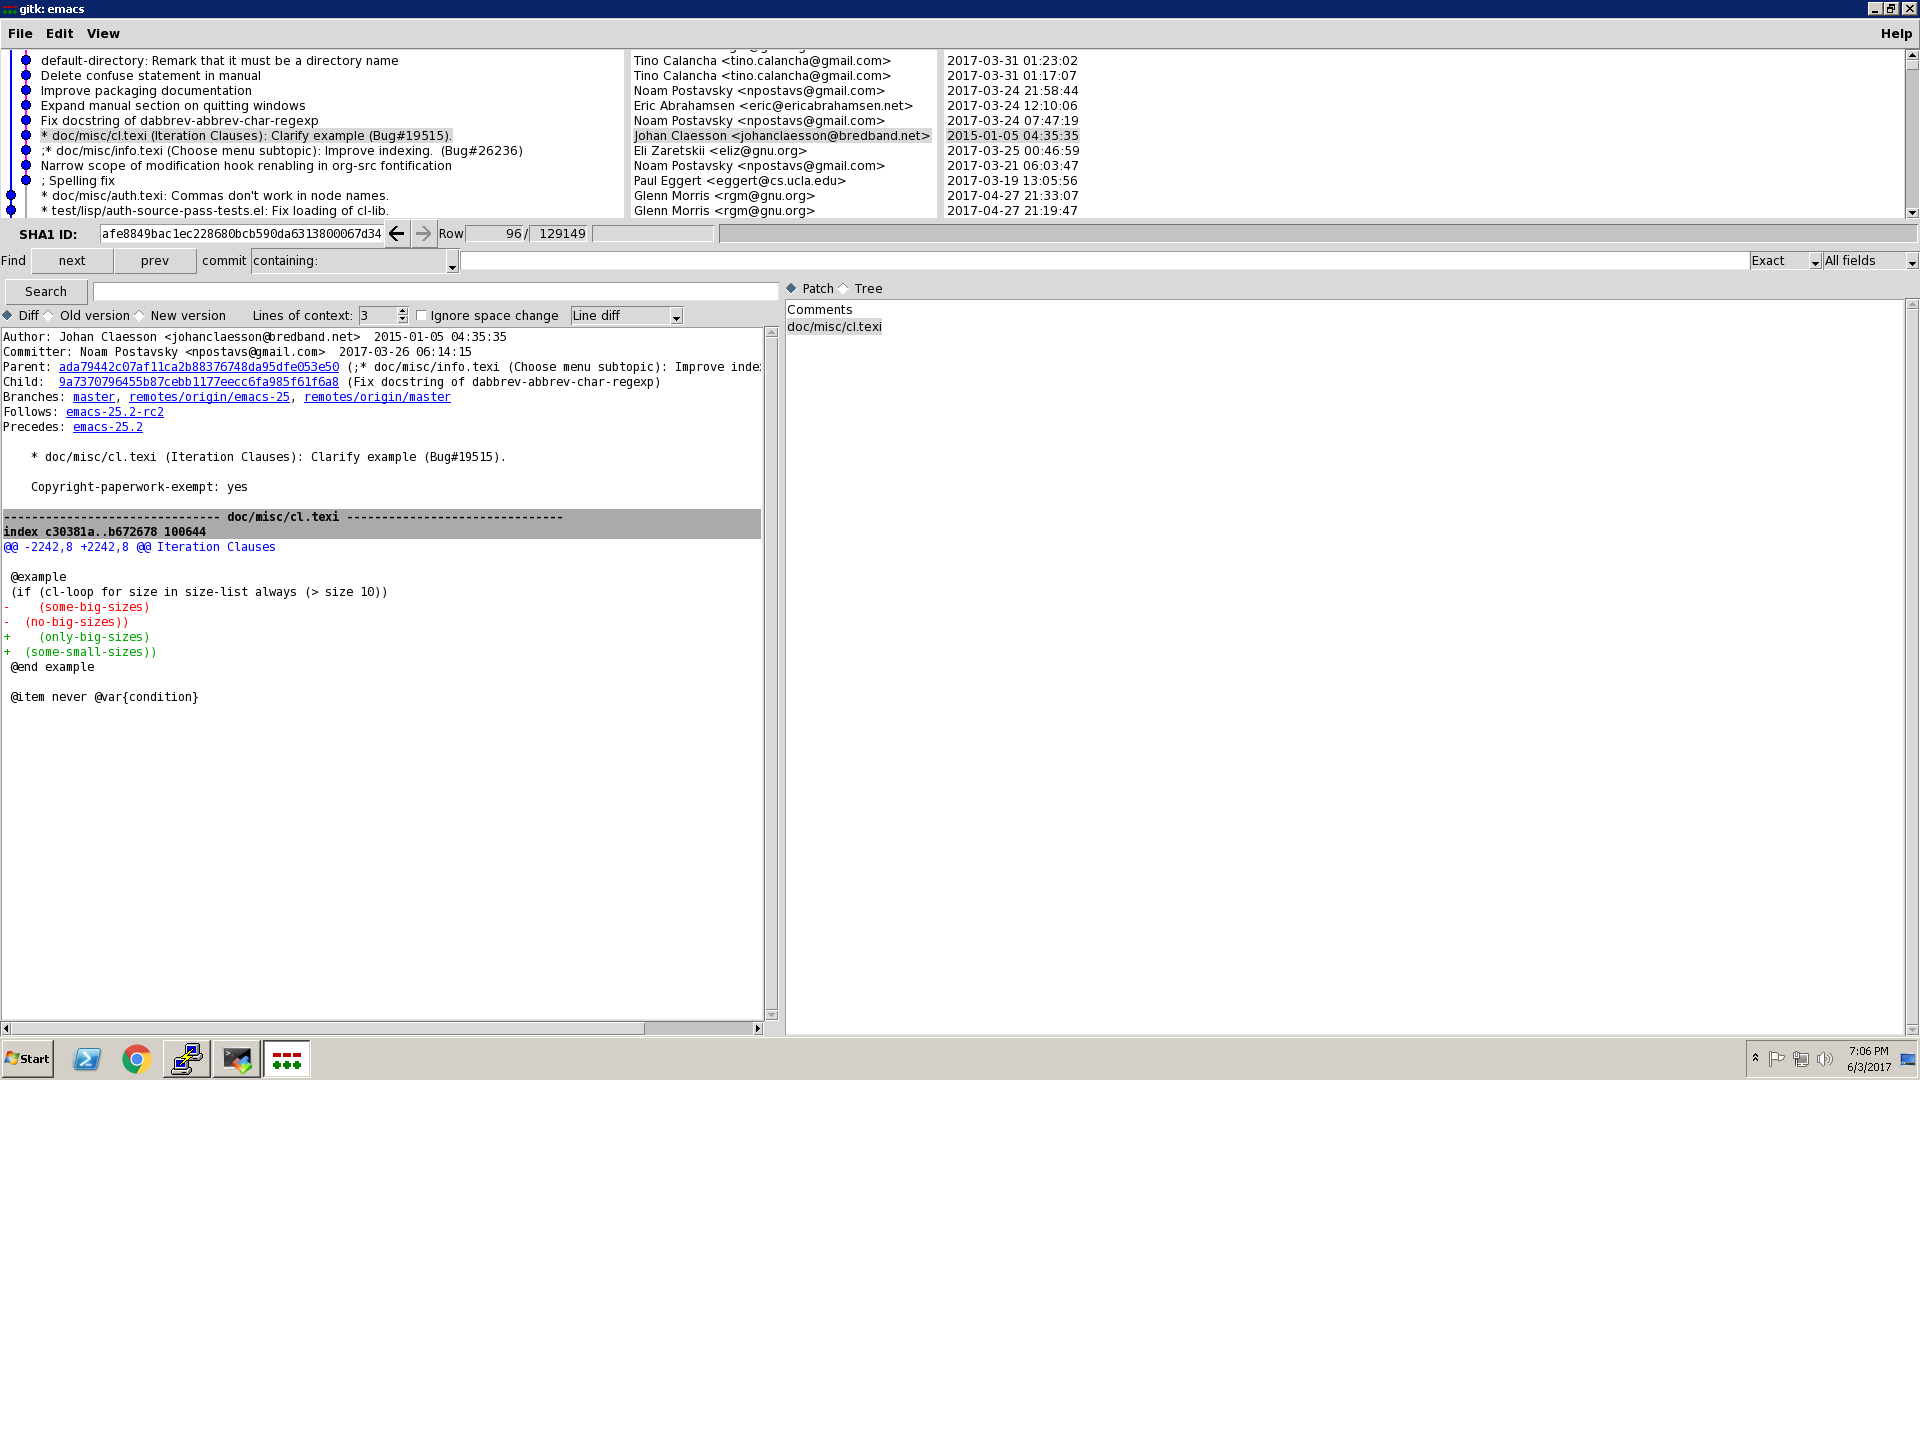 gitk: emacs
File Edit View Help
default-directory: Remark that it must be a directory name Tino Calancha <tino.calancha@gmail.com> 2017-03-31 01:23:02
Delete confuse statement in manual Tino Calancha <tino.calancha@gmail.com> 2017-03-31 01:17:07
Improve packaging documentation Noam Postavsky <npostavs@gmail.com> 2017-03-24 21:58:44
Expand manual section on quitting windows Eric Abrahamsen <eric@ericabrahamsen.net> 2017-03-24 12:10:06
Fix docstring of dabbrev-abbrev-char-regexp Noam Postavsky <npostavs@gmail.com> 2017-03-24 07:47:19
* doc/misc/cl.texi (Iteration Clauses): Clarify example (Bug#19515). Johan Claesson <johanclaesson@bredband.net> 2015-01-05 04:35:35
;* doc/misc/info.texi (Choose menu subtopic): Improve indexing.  (Bug#26236) Eli Zaretskii <eliz@gnu.org> 2017-03-25 00:46:59
Narrow scope of modification hook renabling in org-src fontification Noam Postavsky <npostavs@gmail.com> 2017-03-21 06:03:47
; Spelling fix Paul Eggert <eggert@cs.ucla.edu> 2017-03-19 13:05:56
* doc/misc/auth.texi: Commas don't work in node names. Glenn Morris <rgm@gnu.org> 2017-04-27 21:33:07
* test/lisp/auth-source-pass-tests.el: Fix loading of cl-lib. Glenn Morris <rgm@gnu.org> 2017-04-27 21:19:47
SHA1 ID: afe8849bac1ec228680bcb590da6313800067d34 Row 96 / 129149
Find next prev commit containing: Exact All fields
Search Patch Tree
Diff Old version New version Lines of context: 3 Ignore space change Line diff
Comments
doc/misc/cl.texi
Author: Johan Claesson <johanclaesson@bredband.net>  2015-01-05 04:35:35
Committer: Noam Postavsky <npostavs@gmail.com>  2017-03-26 06:14:15
Parent: ada79442c07af11ca2b88376748da95dfe053e50 (;* doc/misc/info.texi (Choose menu subtopic): Improve inde
Child:  9a7370796455b87cebb1177eecc6fa985f61f6a8 (Fix docstring of dabbrev-abbrev-char-regexp)
Branches: master, remotes/origin/emacs-25, remotes/origin/master
Follows: emacs-25.2-rc2
Precedes: emacs-25.2
* doc/misc/cl.texi (Iteration Clauses): Clarify example (Bug#19515).
Copyright-paperwork-exempt: yes
------------------------------- doc/misc/cl.texi -------------------------------
index c30381a..b672678 100644
@@ -2242,8 +2242,8 @@ Iteration Clauses
@example
(if (cl-loop for size in size-list always (> size 10))
-    (some-big-sizes)
-  (no-big-sizes))
+    (only-big-sizes)
+  (some-small-sizes))
@end example
@item never @var{condition}
Start
7:06 PM
6/3/2017